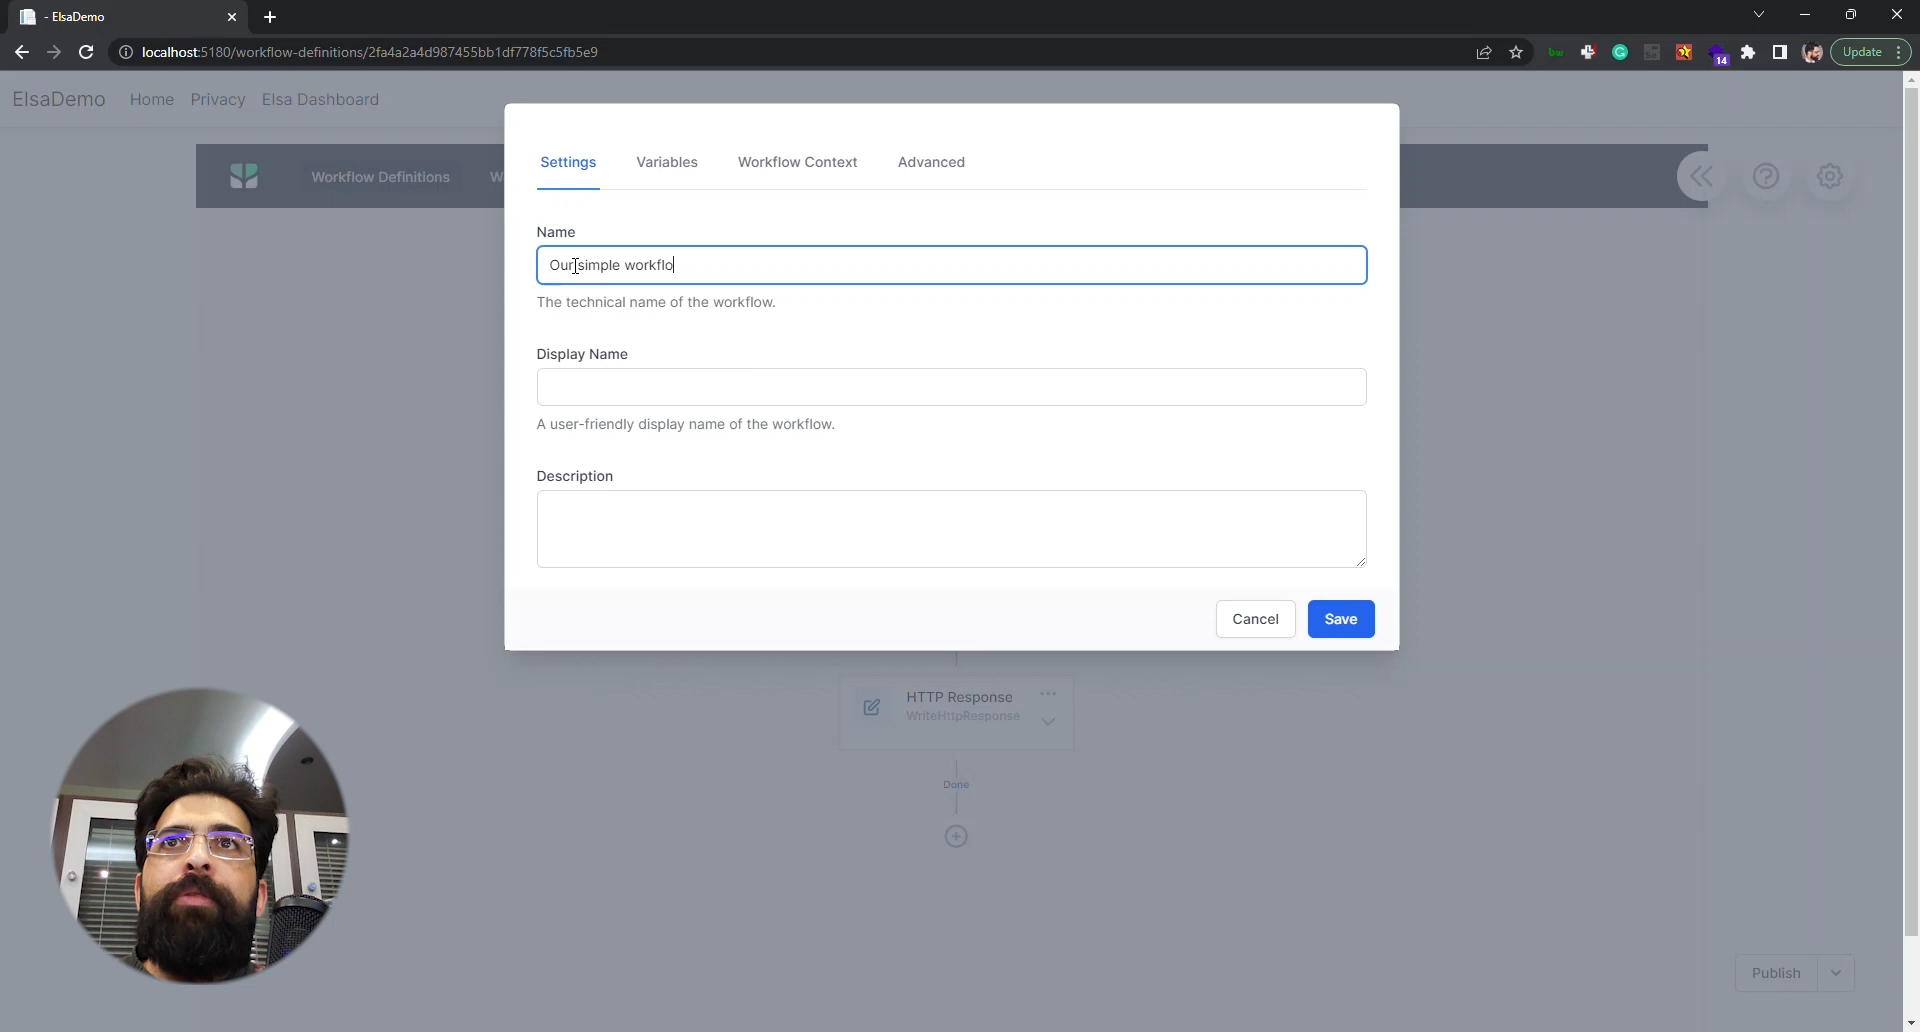 - ElsaDemo
localhost:5180/workflow-definitions/2fa4a2a4d987455bb1df778f5c5fb5e9
bw
14
Update
ElsaDemo Home Privacy Elsa Dashboard
Workflow Definitions W
Settings Variables Workflow Context Advanced
Name
Our simple workflo
The technical name of the workflow.
Display Name
A user-friendly display name of the workflow.
Description
Cancel Save
HTTP Response
WriteHttpResponse
Done
Publish